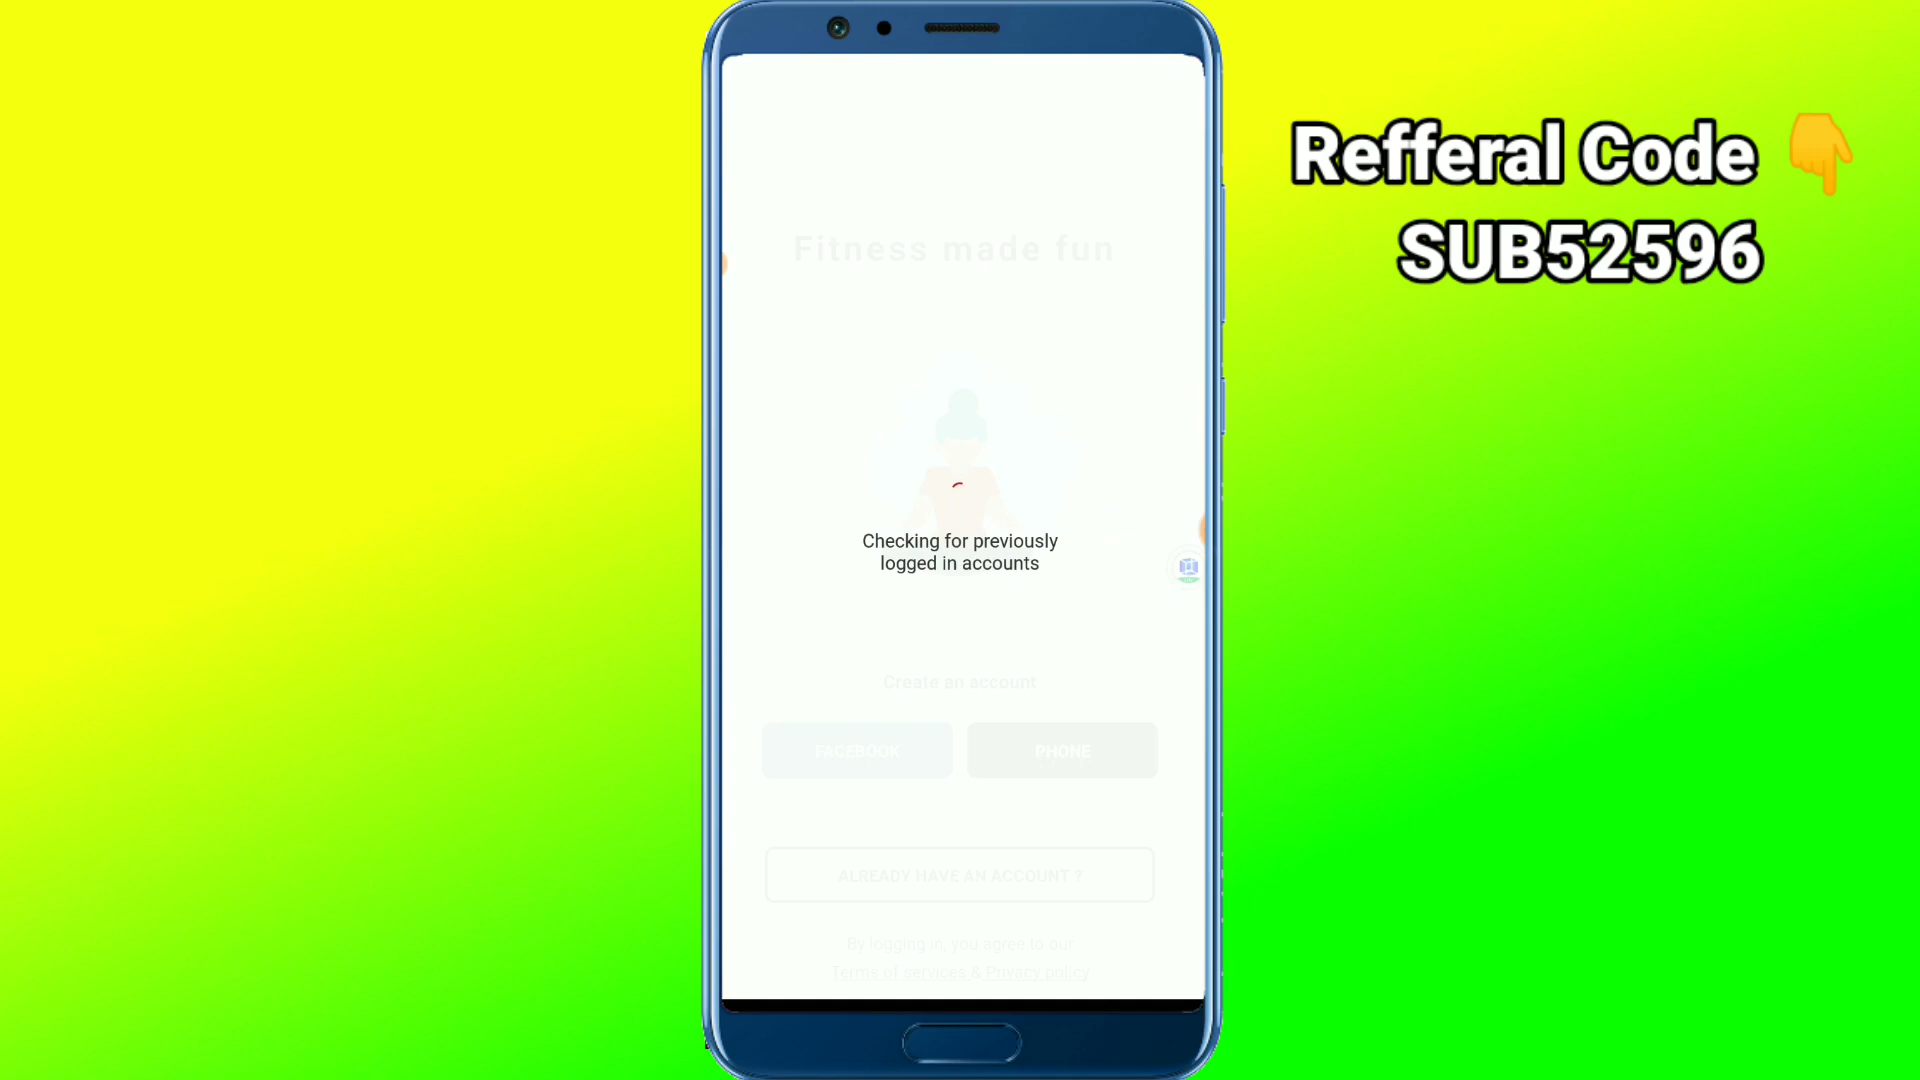 Refferal Code 👇
SUB52596
Fitness made fun
Checking for previously
logged in accounts
Create an account
FACEBOOK
PHONE
ALREADY HAVE AN ACCOUNT ?
By logging in, you agree to our
Terms of services & Privacy policy